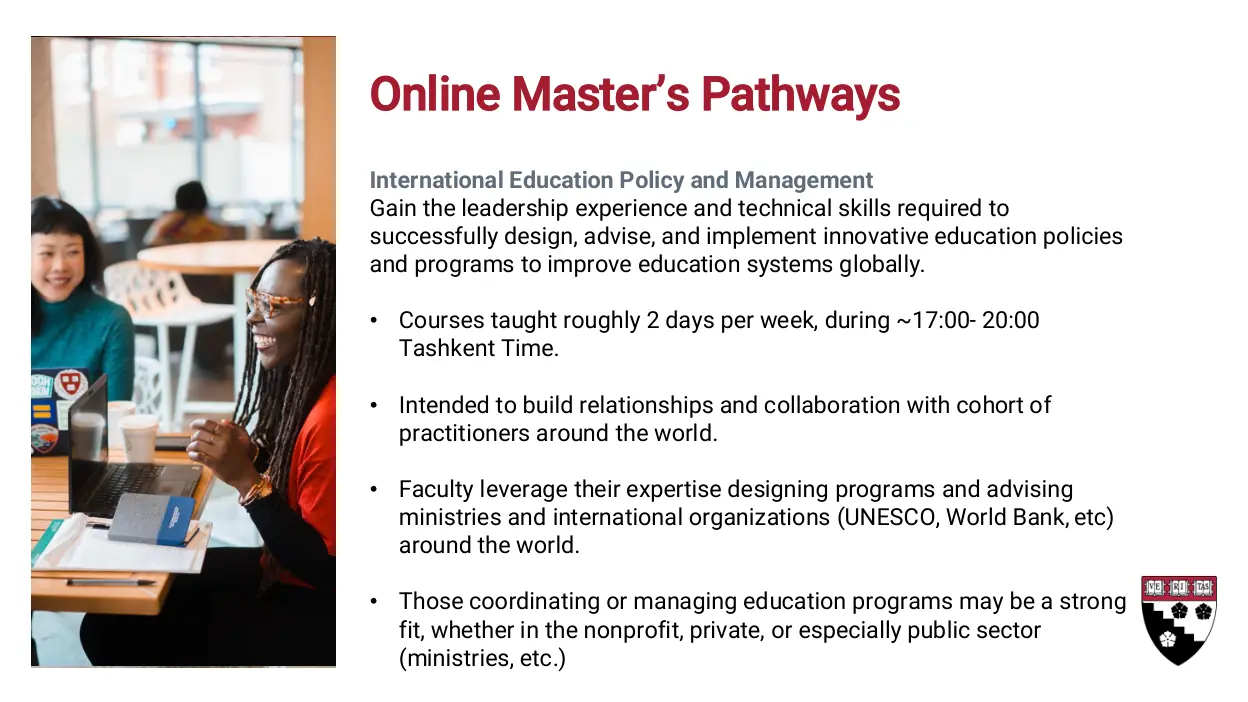 Online Master’s Pathways
International Education Policy and Management
Gain the leadership experience and technical skills required to
successfully design, advise, and implement innovative education policies
and programs to improve education systems globally.
• Courses taught roughly 2 days per week, during ~17:00- 20:00
Tashkent Time.
• Intended to build relationships and collaboration with cohort of
practitioners around the world.
• Faculty leverage their expertise designing programs and advising
ministries and international organizations (UNESCO, World Bank, etc)
around the world.
• Those coordinating or managing education programs may be a strong
fit, whether in the nonprofit, private, or especially public sector
(ministries, etc.)
VE RI TAS